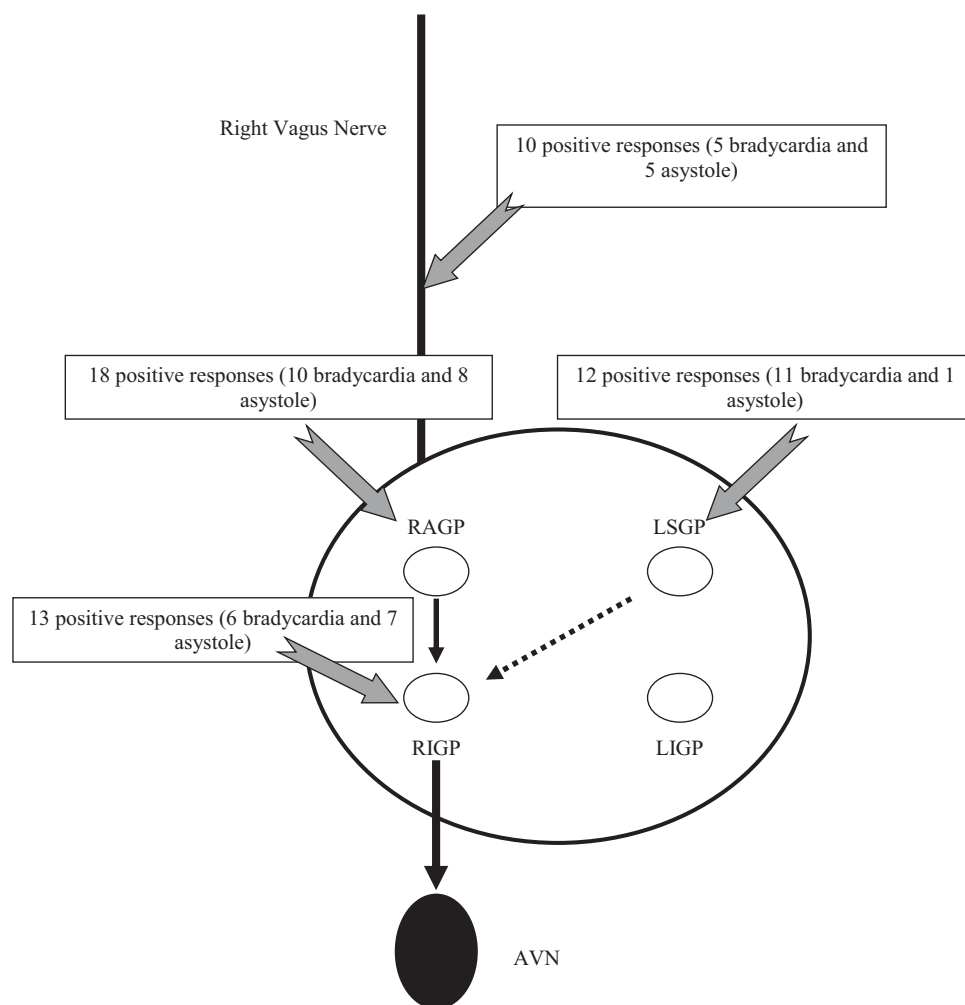 Right Vagus Nerve
10 positive responses (5 bradycardia and
5 asystole)
18 positive responses (10 bradycardia and 8
asystole)
12 positive responses (11 bradycardia and 1
asystole)
RAGP
LSGP
13 positive responses (6 bradycardia and 7
asystole)
RIGP
LIGP
AVN